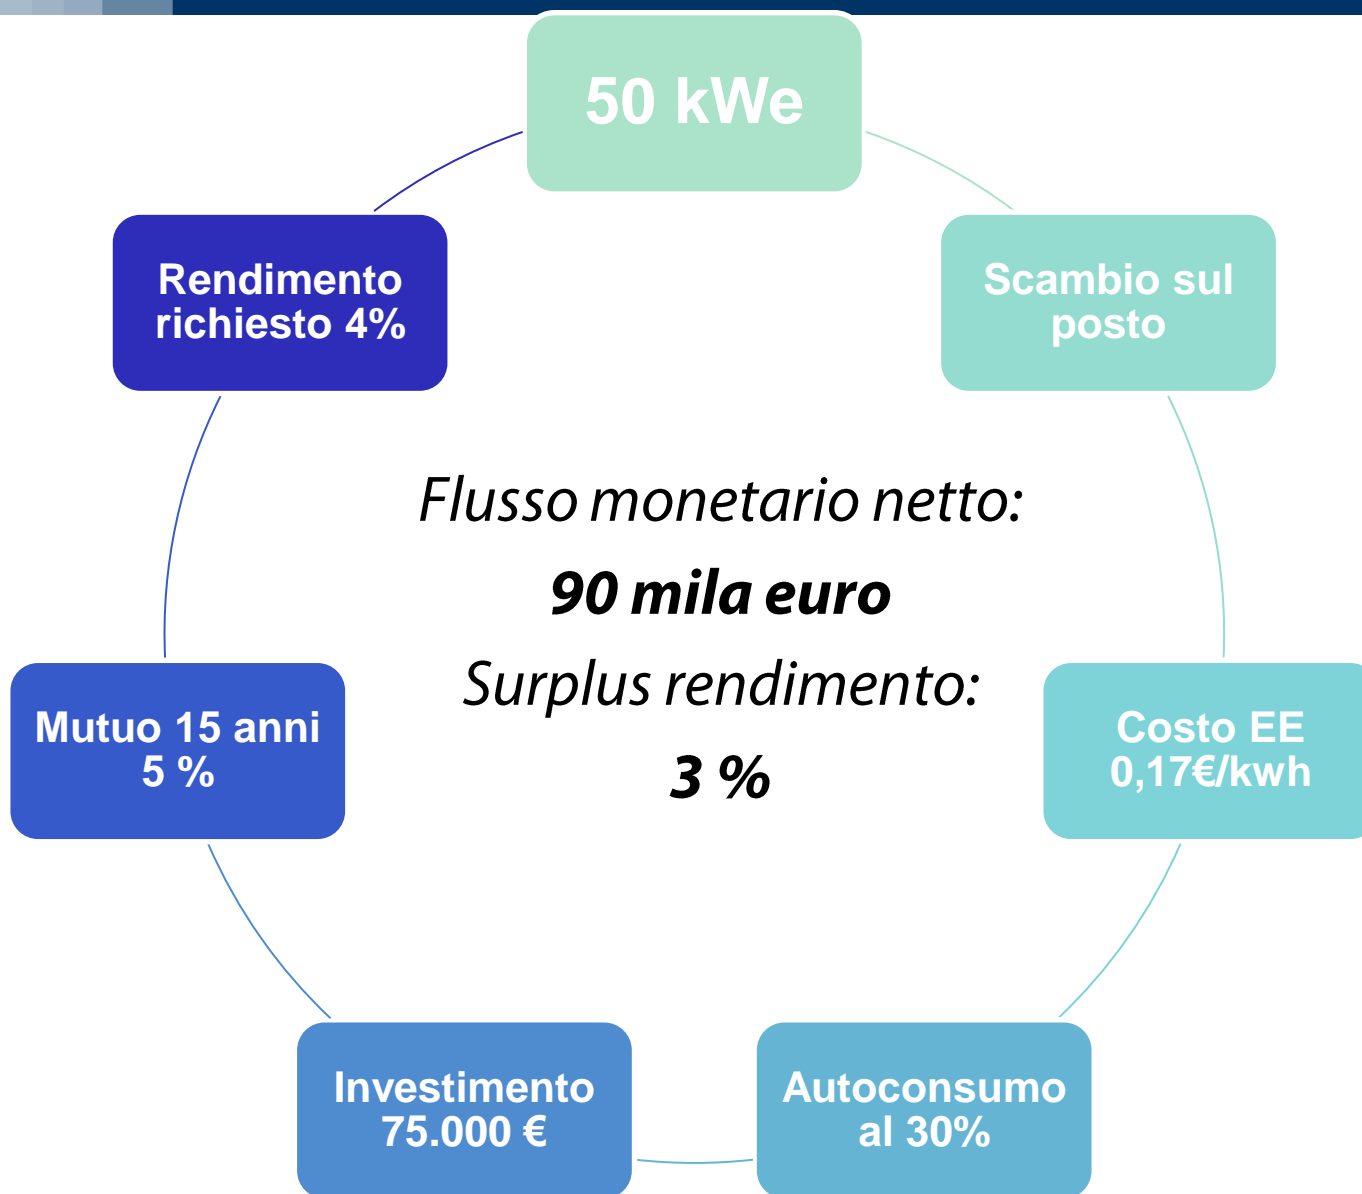 50 kWe
Rendimento
richiesto 4%
Scambio sul
posto
Flusso monetario netto:
90 mila euro
Surplus rendimento:
3 %
Mutuo 15 anni
5 %
Costo EE
0,17€/kwh
Investimento
75.000 €
Autoconsumo
al 30%